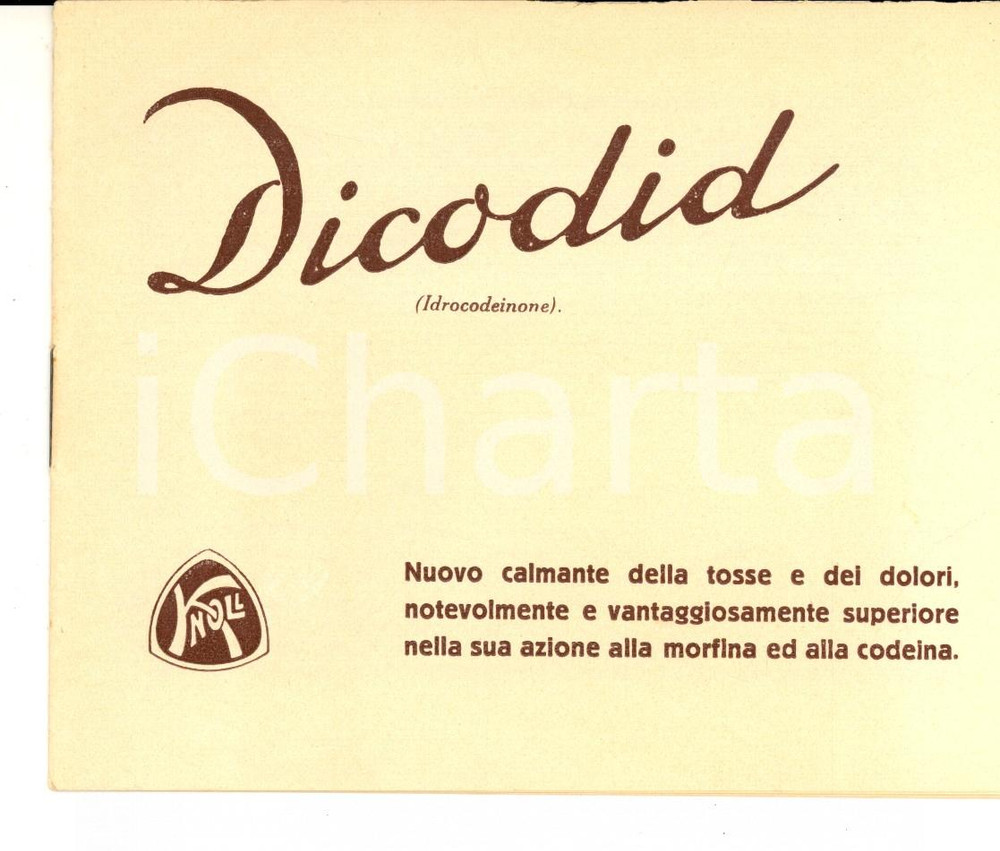 Dicodid
(Idrocodeinone).
iCharta
KNOLL
Nuovo calmante della tosse e dei dolori,
notevolmente e vantaggiosamente superiore
nella sua azione alla morfina ed alla codeina.